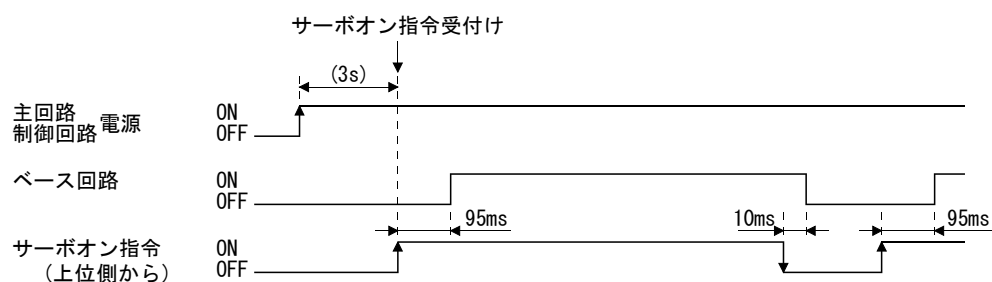 サーボオン指令受付け
(3s)
主回路
制御回路 電源
ON
OFF
ベース回路
ON
OFF
95ms
10ms
95ms
サーボオン指令
(上位側から)
ON
OFF